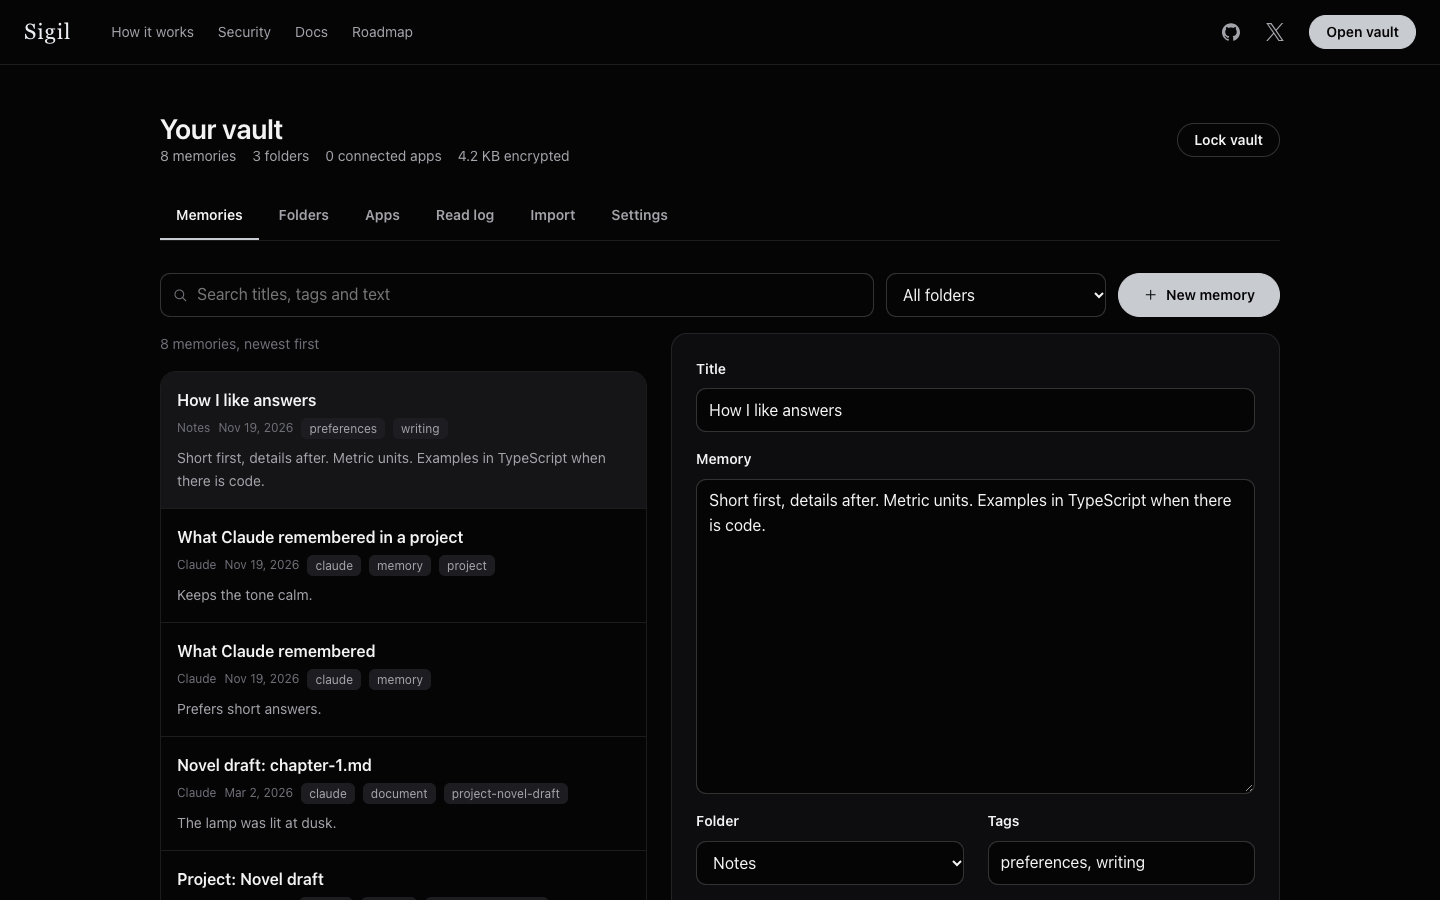 Sigil
How it works
Security
Docs
Roadmap
Open vault
Your vault
8 memories
3 folders
0 connected apps
4.2 KB encrypted
Lock vault
Memories
Folders
Apps
Read log
Import
Settings
Search titles, tags and text
All folders
New memory
8 memories, newest first
How I like answers
Notes Nov 19, 2026 preferences writing
Short first, details after. Metric units. Examples in TypeScript when
there is code.
What Claude remembered in a project
Claude Nov 19, 2026 claude memory project
Keeps the tone calm.
What Claude remembered
Claude Nov 19, 2026 claude memory
Prefers short answers.
Novel draft: chapter-1.md
Claude Mar 2, 2026 claude document project-novel-draft
The lamp was lit at dusk.
Project: Novel draft
Title
How I like answers
Memory
Short first, details after. Metric units. Examples in TypeScript when there
is code.
Folder
Notes
Tags
preferences, writing